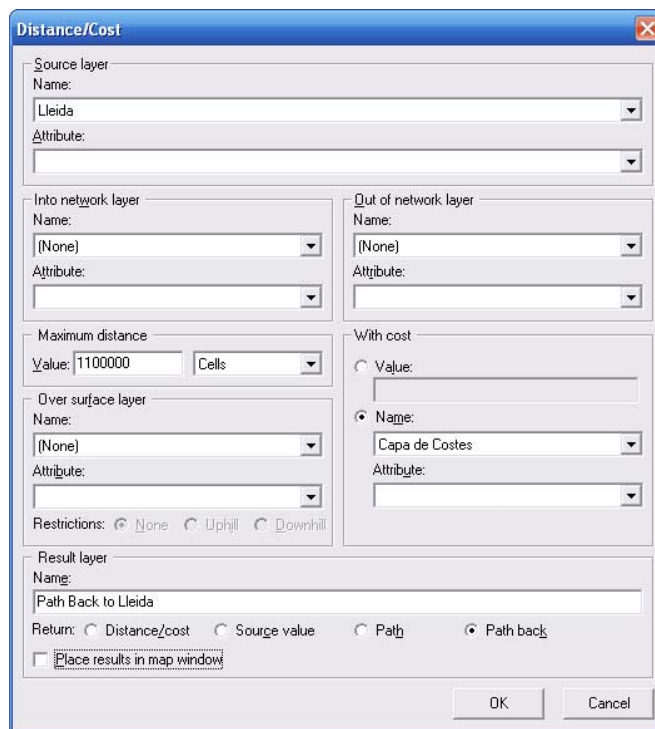 Distance/Cost
Source layer
Name:
Lleida
Attribute:
Into network layer
Name:
(None)
Attribute:
Out of network layer
Name:
(None)
Attribute:
Maximum distance
Value: 1100000 Cells
With cost
Value:
Name:
Capa de Costes
Attribute:
Over surface layer
Name:
(None)
Attribute:
Restrictions: None Uphill Downhill
Result layer
Name:
Path Back to Lleida
Return: Distance/cost Source value Path Path back
Place results in map window
OK Cancel